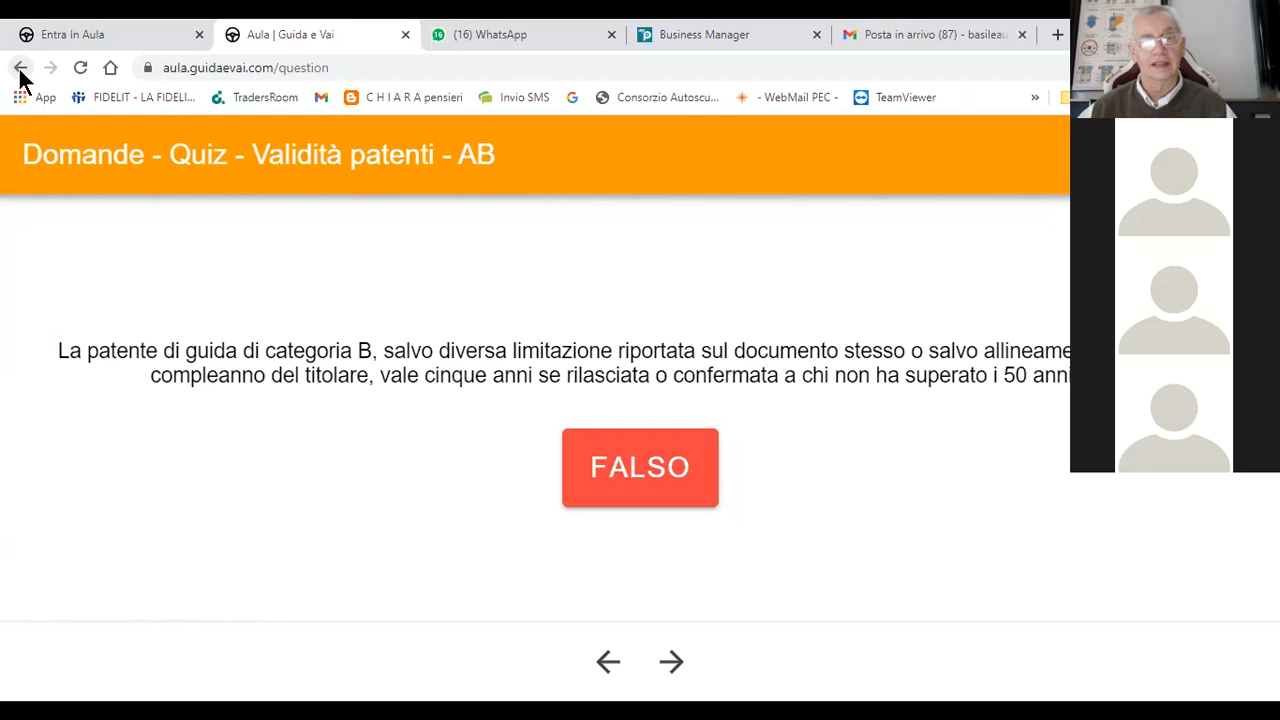 Entra In Aula
Aula | Guida e Vai
(16) WhatsApp
Business Manager
Posta in arrivo (87) - basileau
aula.guidaevai.com/question
App
FIDELIT - LA FIDELI...
TradersRoom
C H I A R A pensieri
Invio SMS
Consorzio Autoscu...
- WebMail PEC -
TeamViewer
»
Domande - Quiz - Validità patenti - AB
La patente di guida di categoria B, salvo diversa limitazione riportata sul documento stesso o salvo allineame
compleanno del titolare, vale cinque anni se rilasciata o confermata a chi non ha superato i 50 anni
FALSO